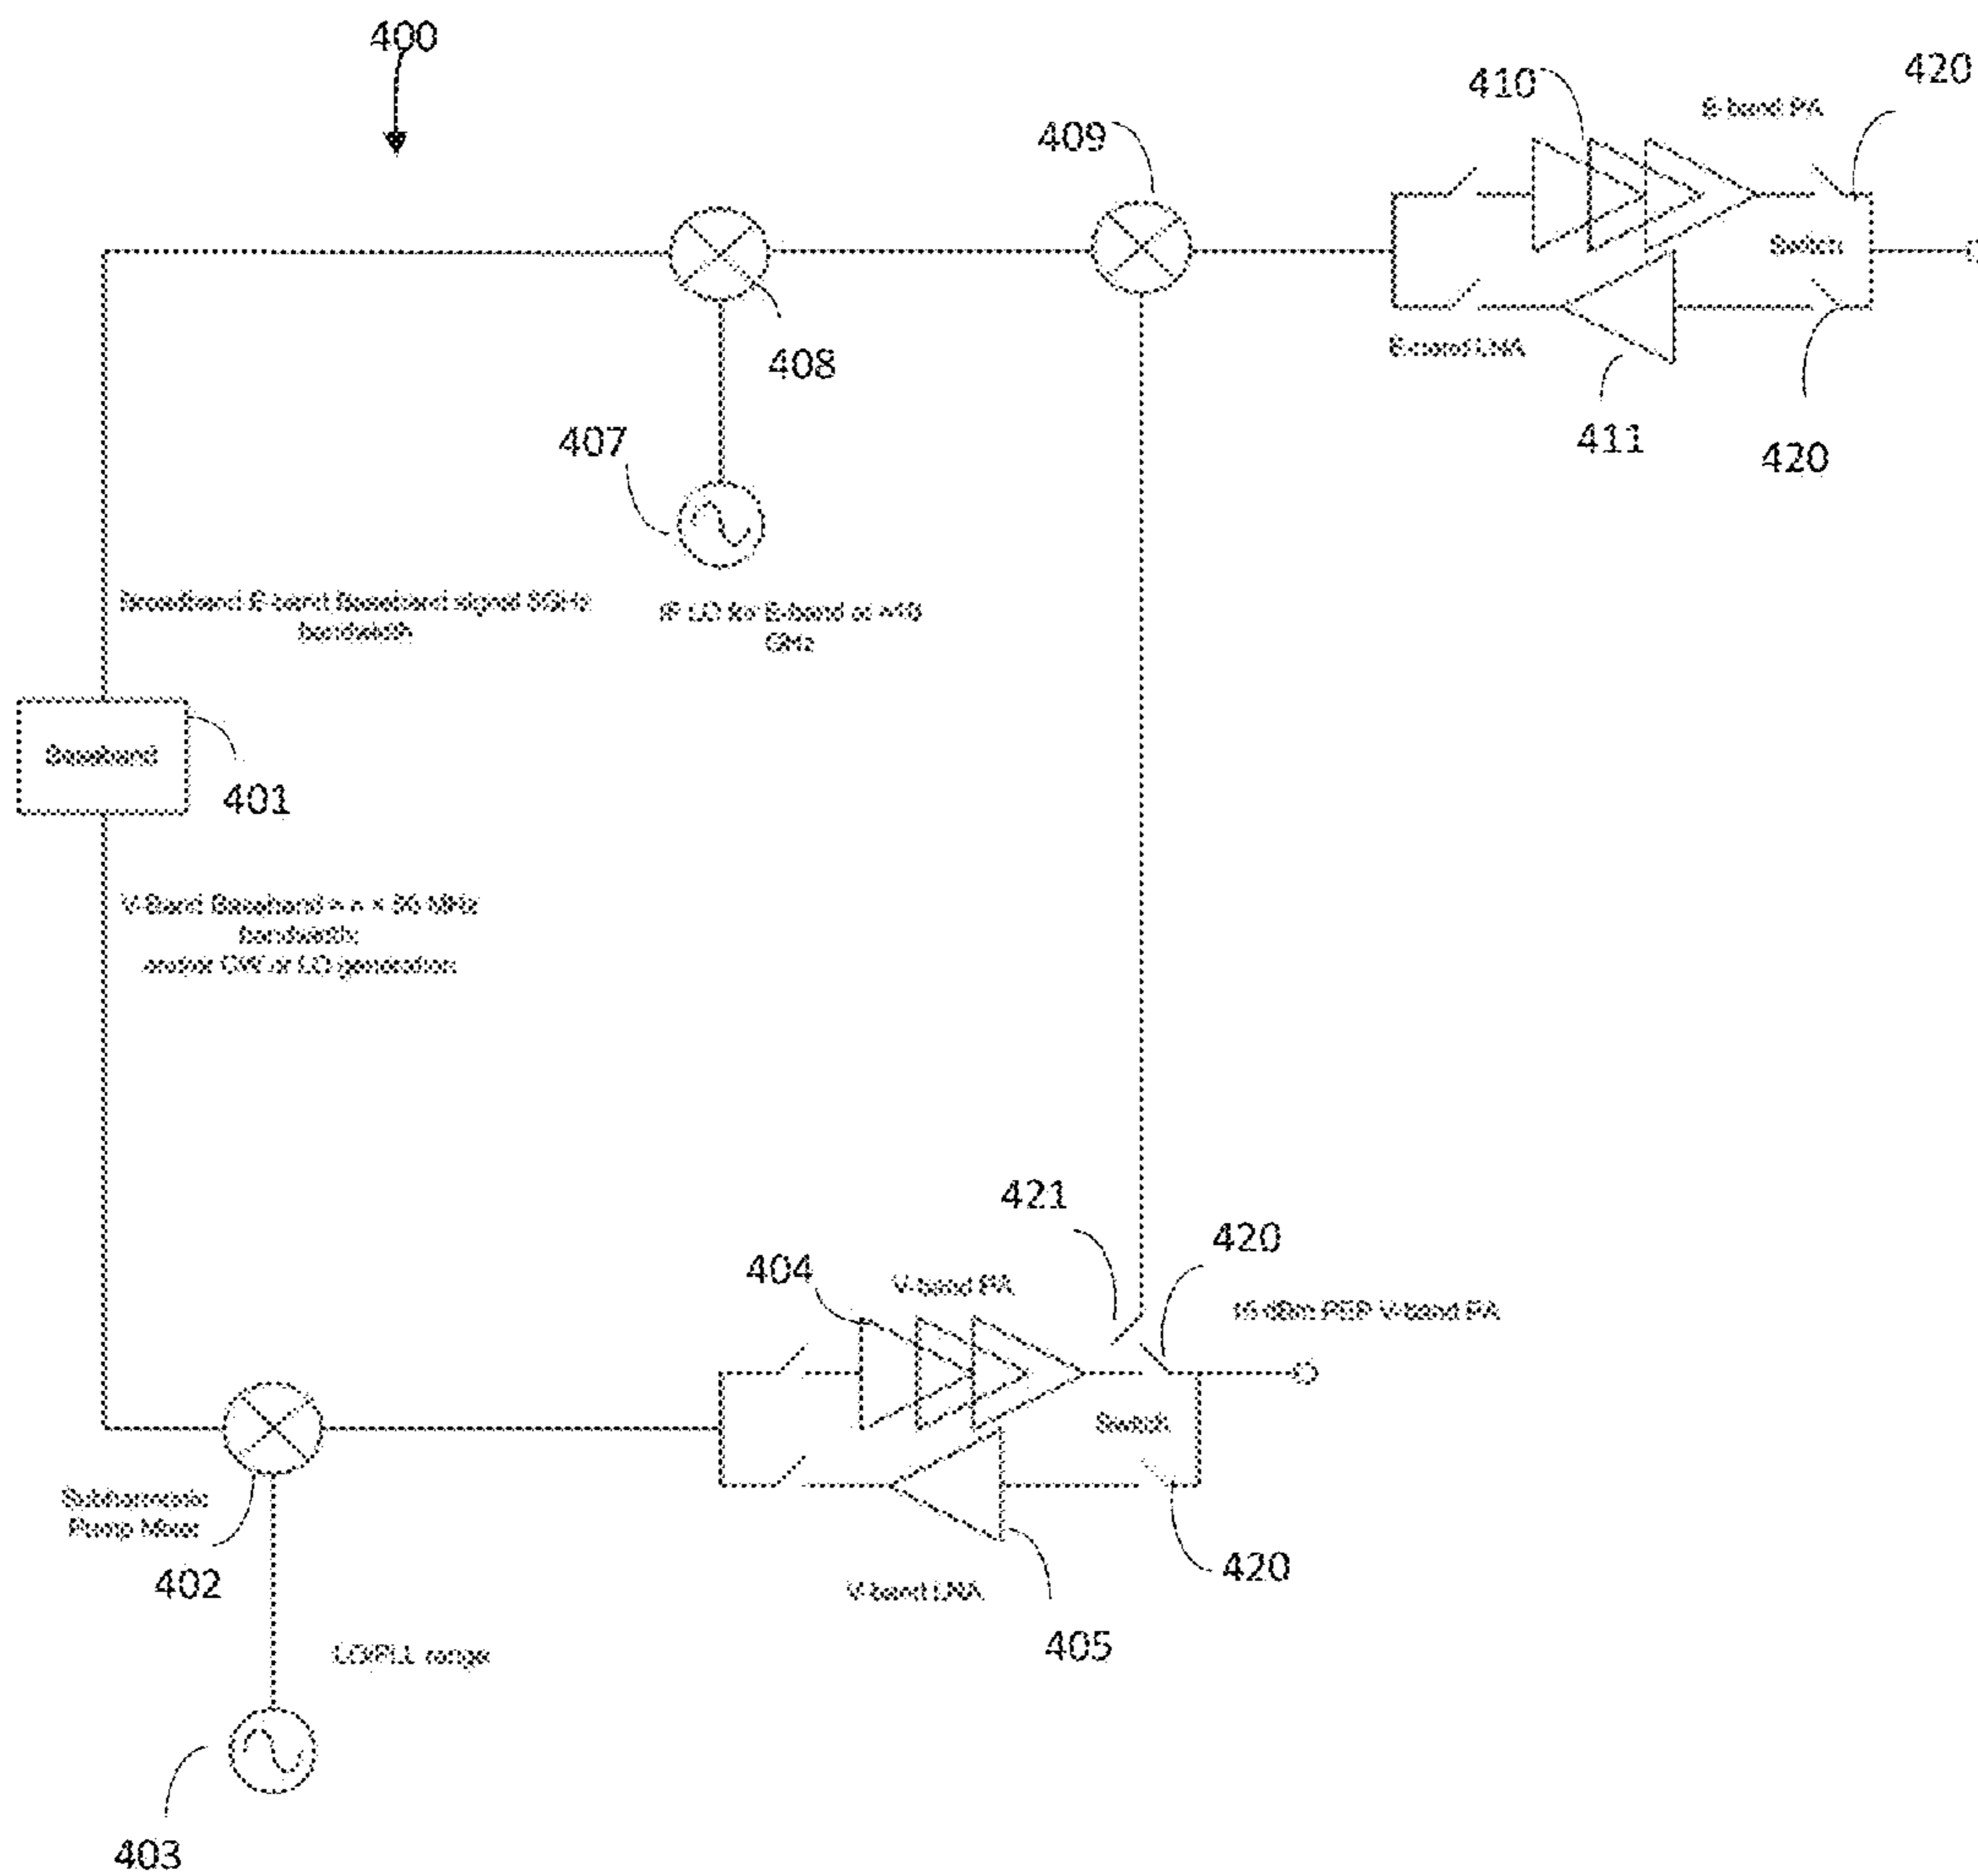 400
410
E-band PA
420
409
Switch
408
E-band LNA
407
411
420
Broadband E-band Baseband signal
bandwidth
IF LO for E-band at
GHz
Baseband
401
V-Band Baseband = n × MHz
bandwidth
and/or CW or LO generation
421
420
404
V-band PA
16 dBm PEP V-band PA
Switch
Subharmonic
Pump Mixer
402
V-band LNA
420
405
LO/PLL range
403